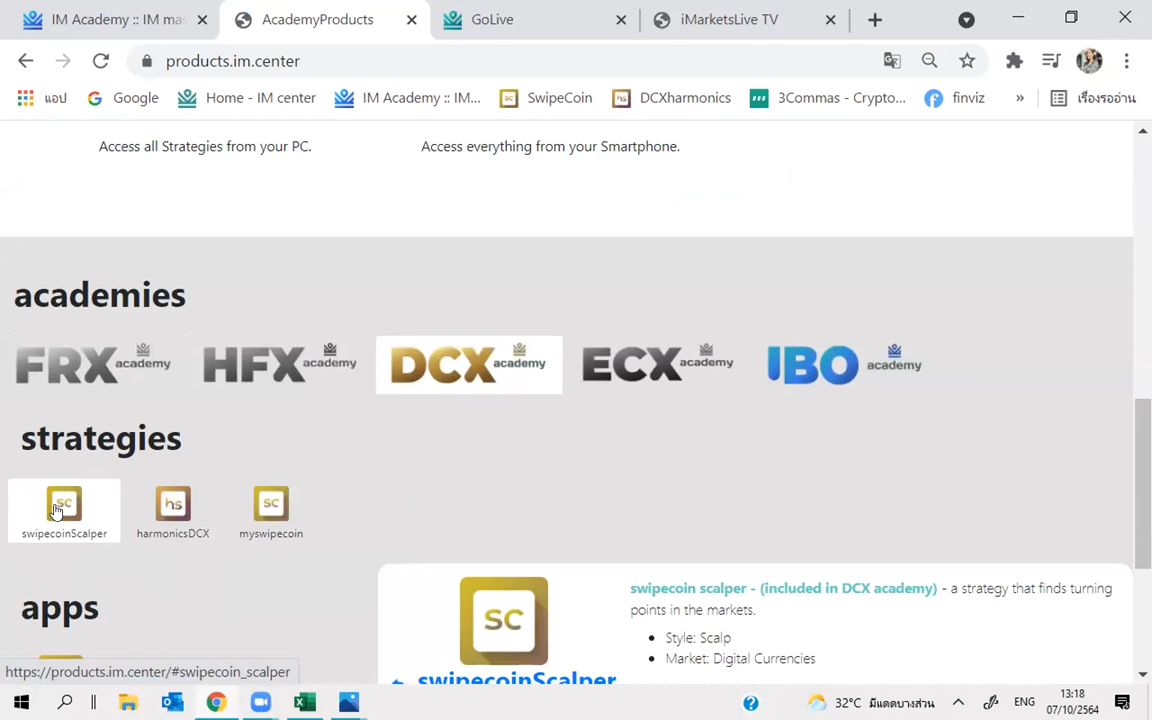 IM Academy :: IM mas
AcademyProducts
GoLive
iMarketsLive TV
products.im.center
แอป
Google
Home - IM center
IM Academy :: IM...
SwipeCoin
DCXharmonics
3Commas - Crypto...
finviz
»
เรื่องรออ่าน
Access all Strategies from your PC.
Access everything from your Smartphone.
academies
FRX academy
HFX academy
DCX academy
ECX academy
IBO academy
strategies
sc
hs
sc
swipecoinScalper
harmonicsDCX
myswipecoin
apps
sc
swipecoinScalper
swipecoin scalper - (included in DCX academy) - a strategy that finds turning
points in the markets.
• Style: Scalp
• Market: Digital Currencies
https://products.im.center/#swipecoin_scalper
32°C มีแดดบางส่วน
ENG
13:18
07/10/2564